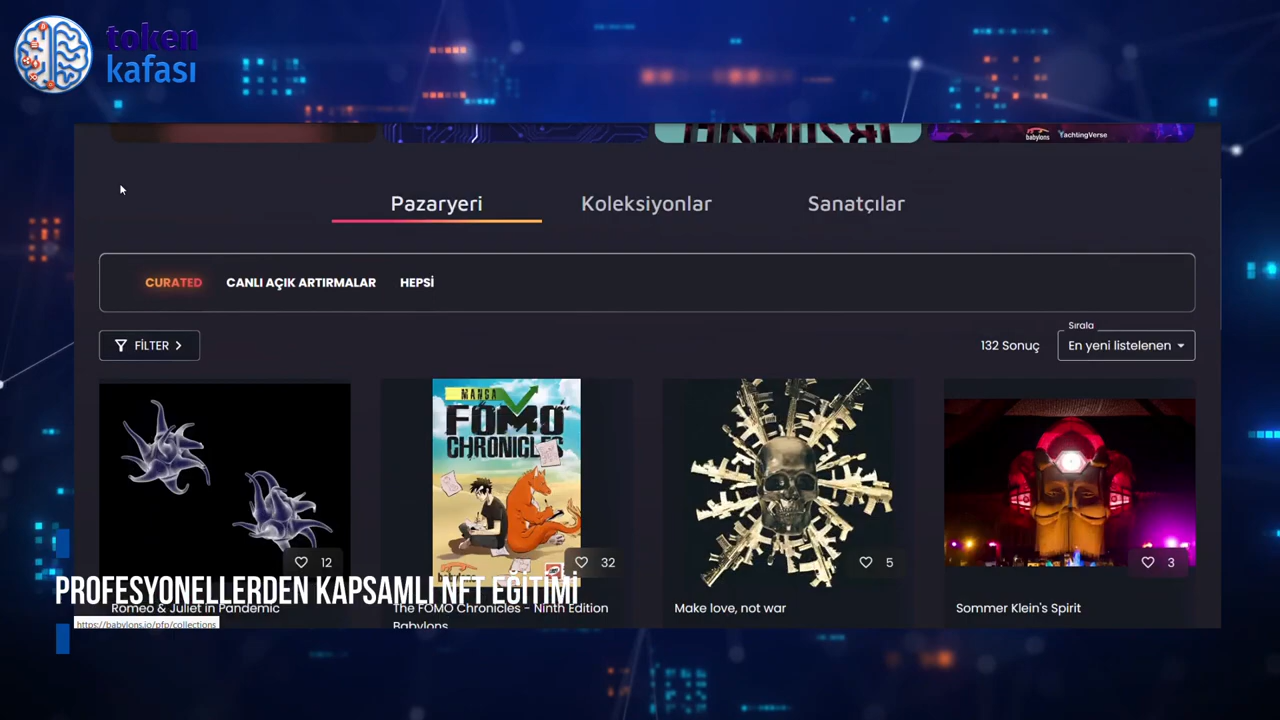 token
kafası
babylons YachtingVerse
Pazaryeri Koleksiyonlar Sanatçılar
CURATED CANLI AÇIK ARTIRMALAR HEPSİ
FİLTER
132 Sonuç
Sırala
En yeni listelenen
MANGA
FOMO
CHRONICLES
12
32
5
3
PROFESYONELLERDEN KAPSAMLI NFT EĞİTİMİ
Romeo & Juliet in Pandemic
The FOMO Chronicles - Ninth Edition
Babylons
Make love, not war
Sommer Klein's Spirit
https://babylons.io/pfp/collections